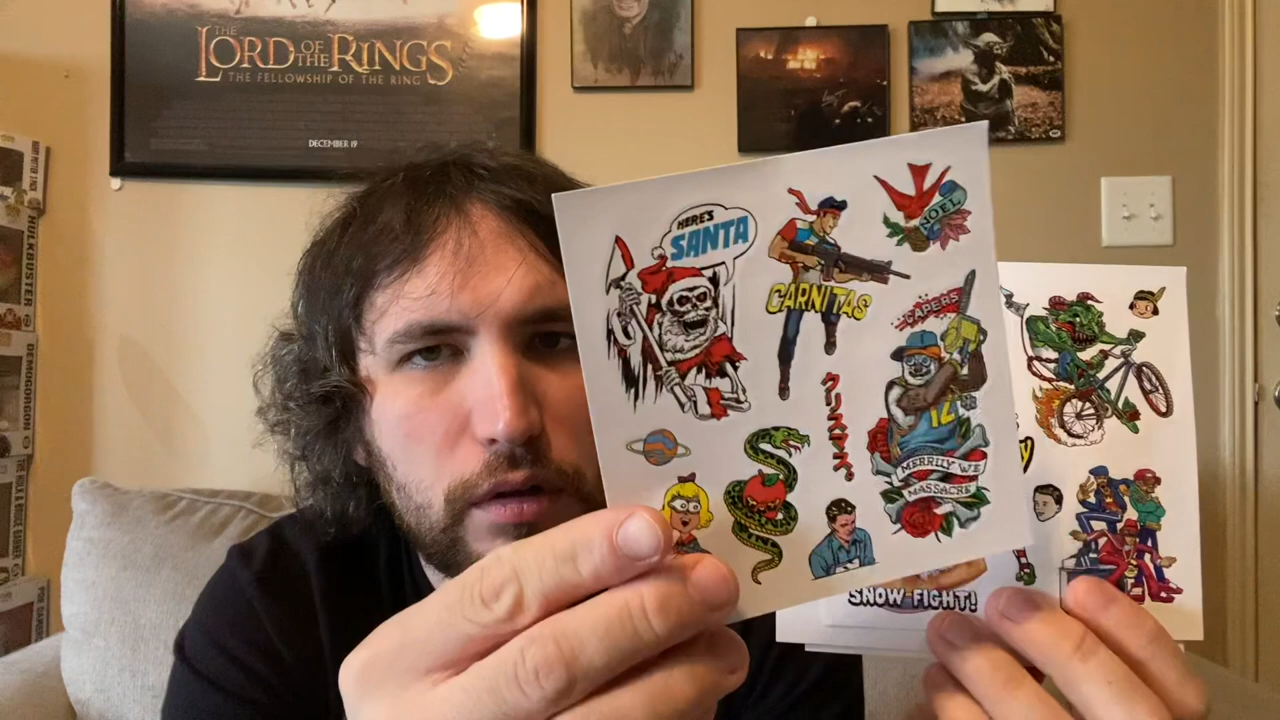 THE
LORD OF THE RINGS
THE FELLOWSHIP OF THE RING
DECEMBER 19
HULKBUSTER
DEMOGORGON
HERE'S
SANTA
CARNITAS
NOEL
CAPERS
12
クリスマス。
MERRILY WE
MASSACRE
SNOW FIGHT!